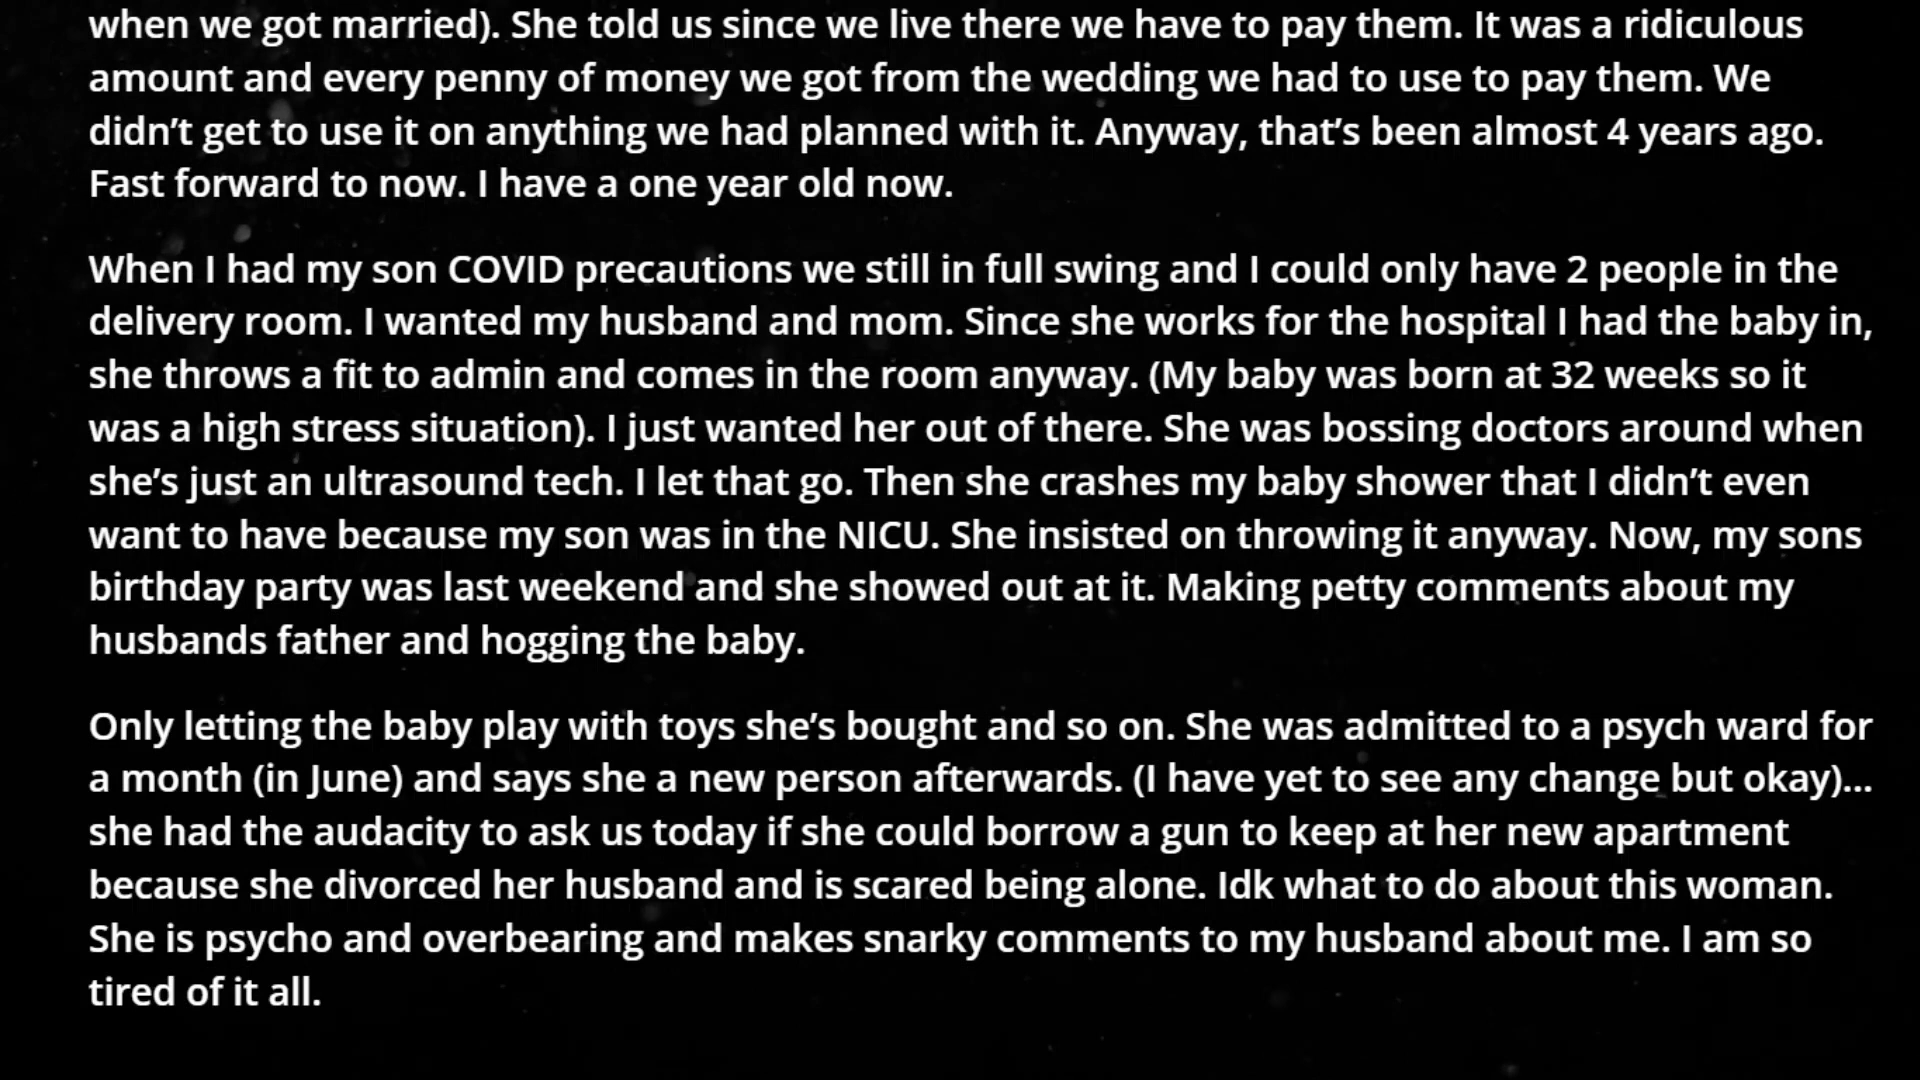 when we got married). She told us since we live there we have to pay them. It was a ridiculous
amount and every penny of money we got from the wedding we had to use to pay them. We
didn’t get to use it on anything we had planned with it. Anyway, that’s been almost 4 years ago.
Fast forward to now. I have a one year old now.
When I had my son COVID precautions we still in full swing and I could only have 2 people in the
delivery room. I wanted my husband and mom. Since she works for the hospital I had the baby in,
she throws a fit to admin and comes in the room anyway. (My baby was born at 32 weeks so it
was a high stress situation). I just wanted her out of there. She was bossing doctors around when
she’s just an ultrasound tech. I let that go. Then she crashes my baby shower that I didn’t even
want to have because my son was in the NICU. She insisted on throwing it anyway. Now, my sons
birthday party was last weekend and she showed out at it. Making petty comments about my
husbands father and hogging the baby.
Only letting the baby play with toys she’s bought and so on. She was admitted to a psych ward for
a month (in June) and says she a new person afterwards. (I have yet to see any change but okay)...
she had the audacity to ask us today if she could borrow a gun to keep at her new apartment
because she divorced her husband and is scared being alone. Idk what to do about this woman.
She is psycho and overbearing and makes snarky comments to my husband about me. I am so
tired of it all.